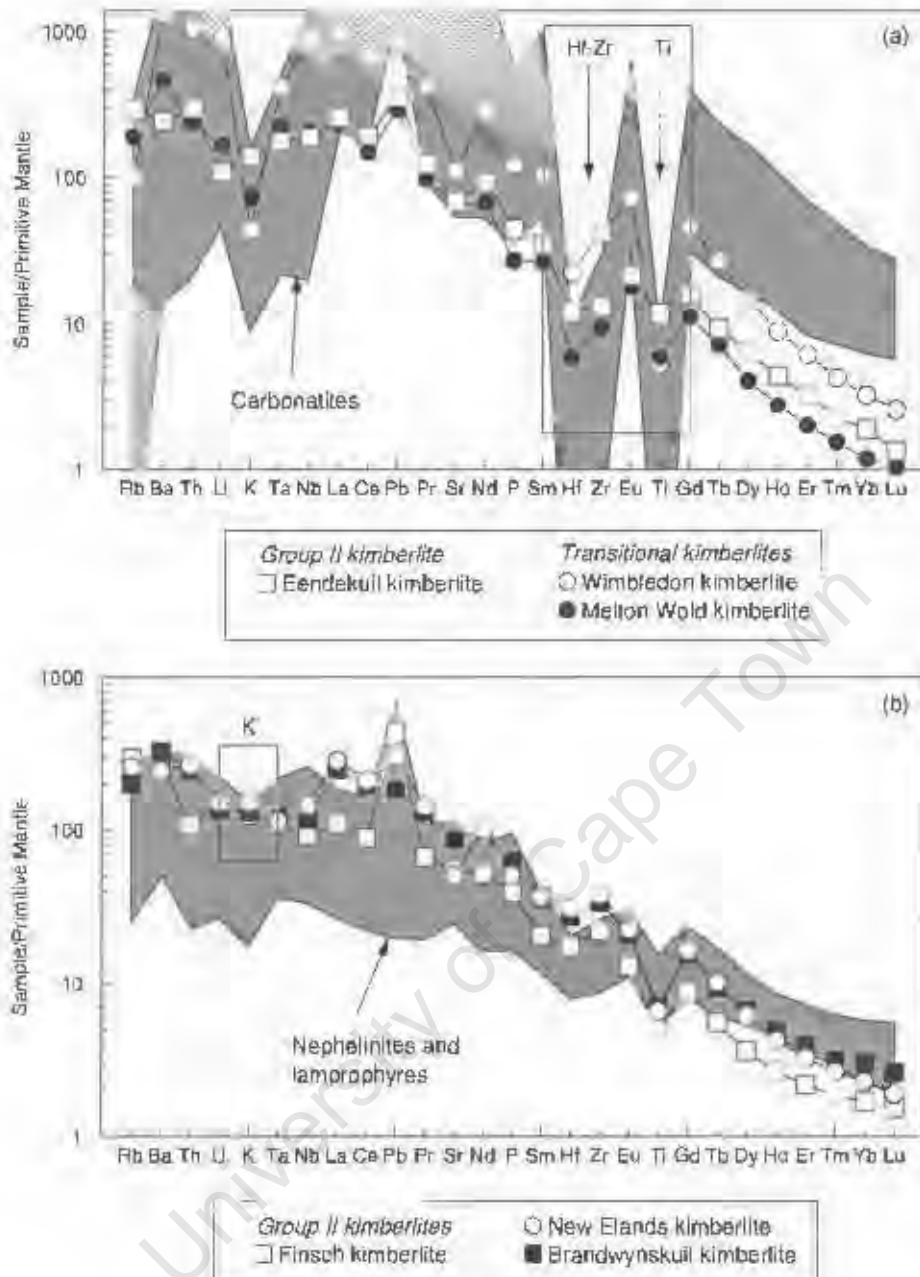 1000
100
10
1
Sample/Primitive Mantle
(a)
Hf-Zr
Ti
Carbonatites
Rb Ba Th U K Ta Nb La Ce Pb Pr Sr Nd P Sm Hf Zr Eu Ti Gd Tb Dy Ho Er Tm Yb Lu
Group II kimberlite
Eendekuil kimberlite
Transitional kimberlites
Wimbledon kimberlite
Melton Wold kimberlite
1000
100
10
1
Sample/Primitive Mantle
(b)
K
Nephelinites and
lamprophyres
Rb Ba Th U K Ta Nb La Ce Pb Pr Sr Nd P Sm Hf Zr Eu Ti Gd Tb Dy Ho Er Tm Yb Lu
Group II kimberlites
Finsch kimberlite
New Elands kimberlite
Brandwynskuil kimberlite
University of Cape Town